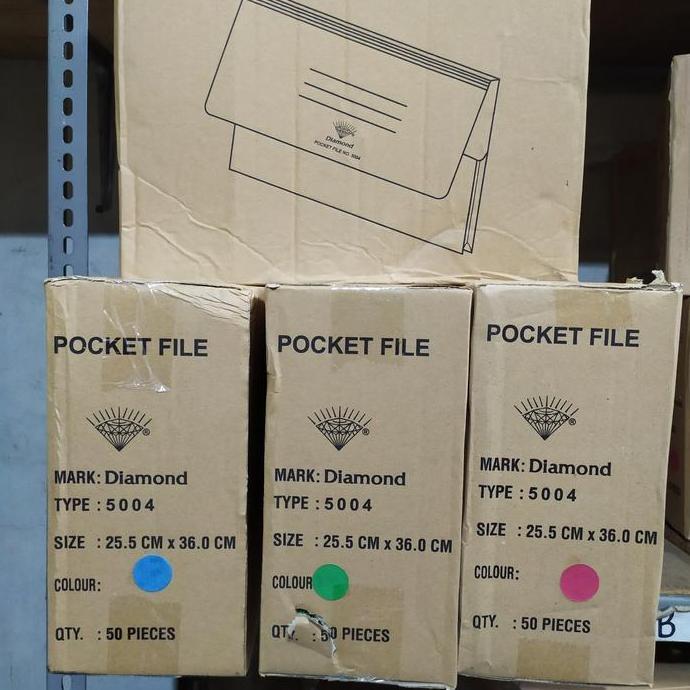 Diamond
POCKET FILE NO. 5004
POCKET FILE
®
MARK: Diamond
TYPE : 5004
SIZE : 25.5 CM x 36.0 CM
COLOUR:
QTY. : 50 PIECES
POCKET FILE
®
MARK: Diamond
TYPE : 5004
SIZE : 25.5 CM x 36.0 CM
COLOUR
QTY. : 50 PIECES
POCKET FILE
®
MARK: Diamond
TYPE : 5004
SIZE : 25.5 CM x 36.0 CM
COLOUR:
QTY. : 50 PIECES